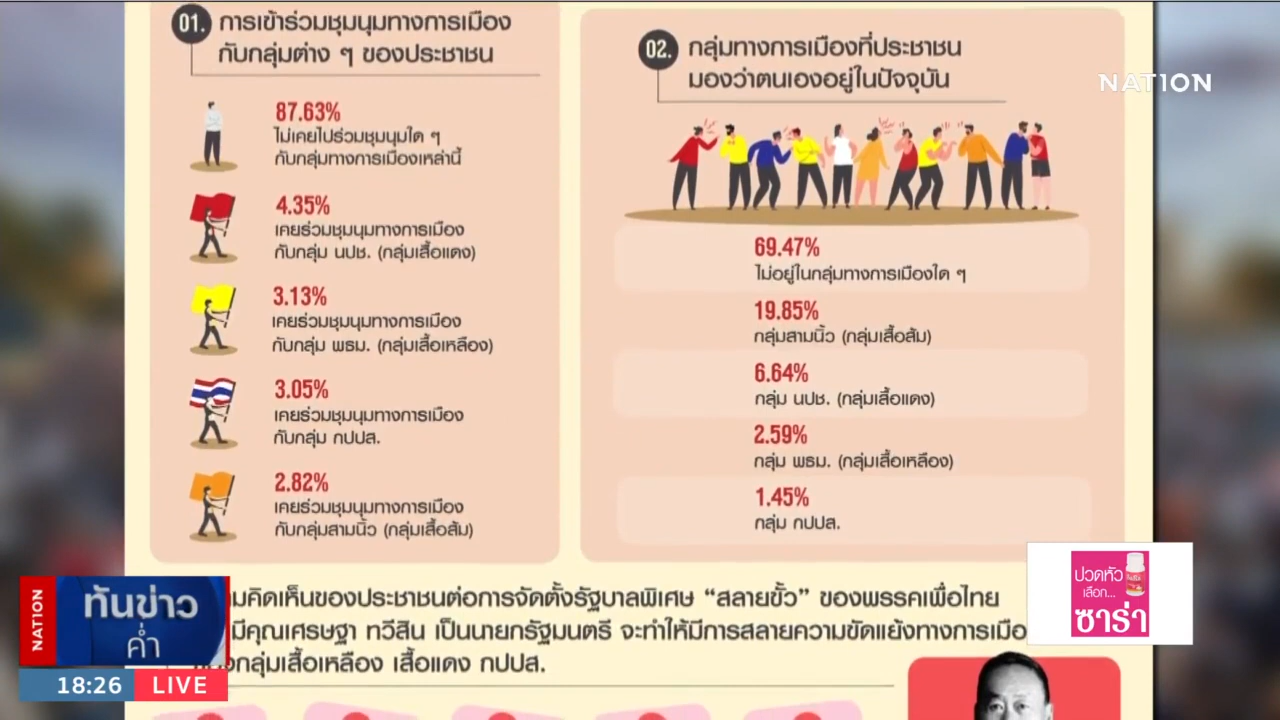 01. การเข้าร่วมชุมนุมทางการเมือง
กับกลุ่มต่าง ๆ ของประชาชน
87.63%
ไม่เคยไปร่วมชุมนุมใด ๆ
กับกลุ่มทางการเมืองเหล่านี้
4.35%
เคยร่วมชุมนุมทางการเมือง
กับกลุ่ม นปช. (กลุ่มเสื้อแดง)
3.13%
เคยร่วมชุมนุมทางการเมือง
กับกลุ่ม พธม. (กลุ่มเสื้อเหลือง)
3.05%
เคยร่วมชุมนุมทางการเมือง
กับกลุ่ม กปปส.
2.82%
เคยร่วมชุมนุมทางการเมือง
กับกลุ่มสามนิ้ว (กลุ่มเสื้อส้ม)
02. กลุ่มทางการเมืองที่ประชาชน
มองว่าตนเองอยู่ในปัจจุบัน
69.47%
ไม่อยู่ในกลุ่มทางการเมืองใด ๆ
19.85%
กลุ่มสามนิ้ว (กลุ่มเสื้อส้ม)
6.64%
กลุ่ม นปช. (กลุ่มเสื้อแดง)
2.59%
กลุ่ม พธม. (กลุ่มเสื้อเหลือง)
1.45%
กลุ่ม กปปส.
NATION
คิดเห็นของประชาชนต่อการจัดตั้งรัฐบาลพิเศษ “สลายขั้ว” ของพรรคเพื่อไทย
มีคุณเศรษฐา ทวีสิน เป็นนายกรัฐมนตรี จะทำให้มีการสลายความขัดแย้งทางการเมือ
กลุ่มเสื้อเหลือง เสื้อแดง กปปส.
ปวดหัว
เลือก...
ซาร่า
NATION
ทันข่าว
ค่ำ
18:26 LIVE